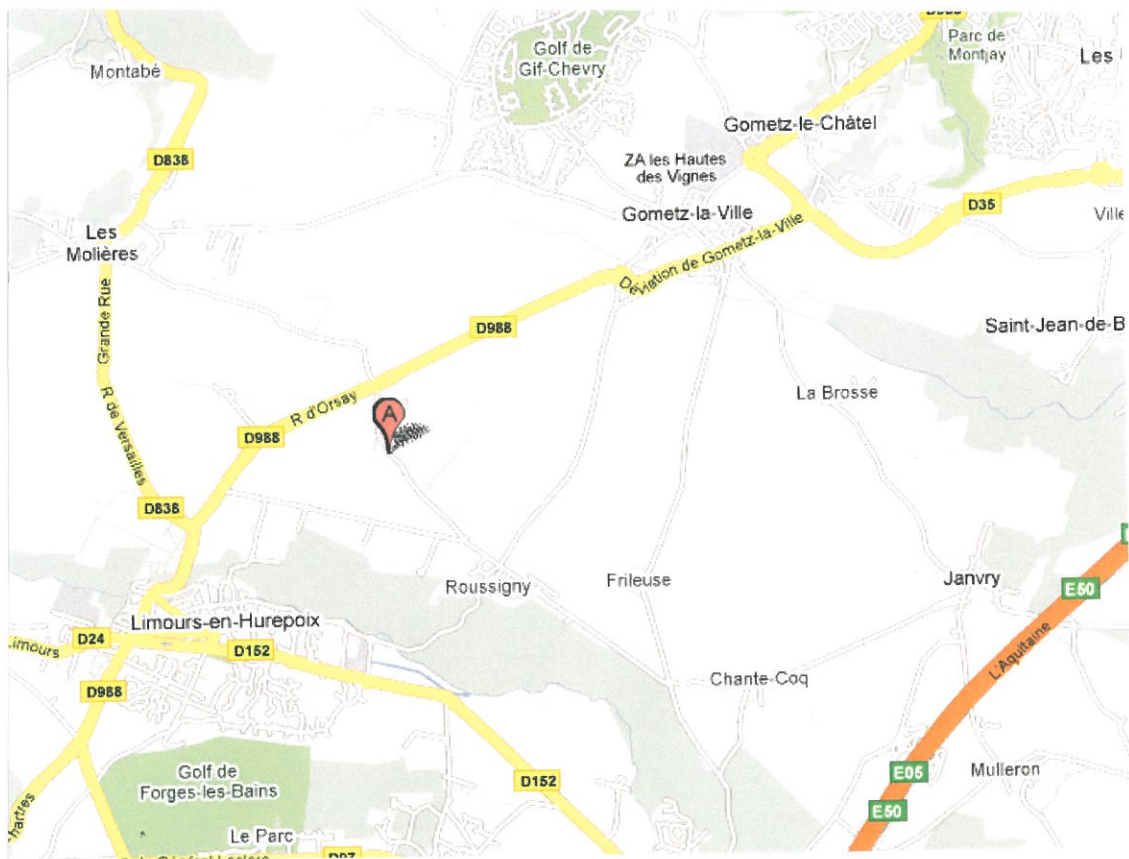 Golf de
Gif-Chevry
Parc de
Montjay
Les
Montabé
Gometz-le-Châtel
D838
ZA les Hautes
des Vignes
Gometz-la-Ville
D35
Ville
Les
Molières
Déviation de Gometz-la-Ville
Grande Rue
D988
Saint-Jean-de-B
R d'Orsay
La Brosse
A
R de Versailles
D988
D838
Roussigny
Frileuse
Janvry
E50
Limours-en-Hurepoix
Limours
D24
D152
L'Aquitaine
D988
Chante-Coq
Golf de
Forges-les-Bains
D152
E05
Mulleron
E50
Chartres
Le Parc